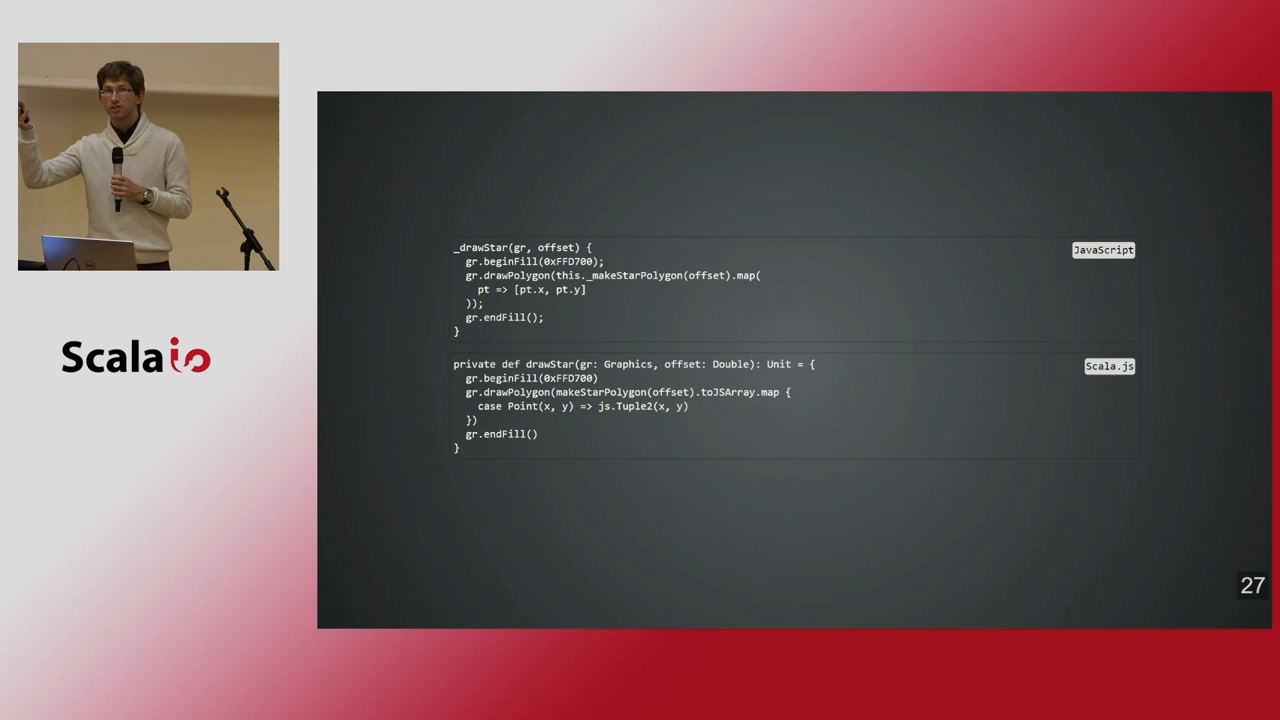 Scalaio
_drawStar(gr, offset) {
gr.beginFill(0xFFD700);
gr.drawPolygon(this._makeStarPolygon(offset).map(
pt => [pt.x, pt.y]
));
gr.endFill();
}
JavaScript
private def drawStar(gr: Graphics, offset: Double): Unit = {
gr.beginFill(0xFFD700)
gr.drawPolygon(makeStarPolygon(offset).toJSArray.map {
case Point(x, y) => js.Tuple2(x, y)
})
gr.endFill()
}
Scala.js
27